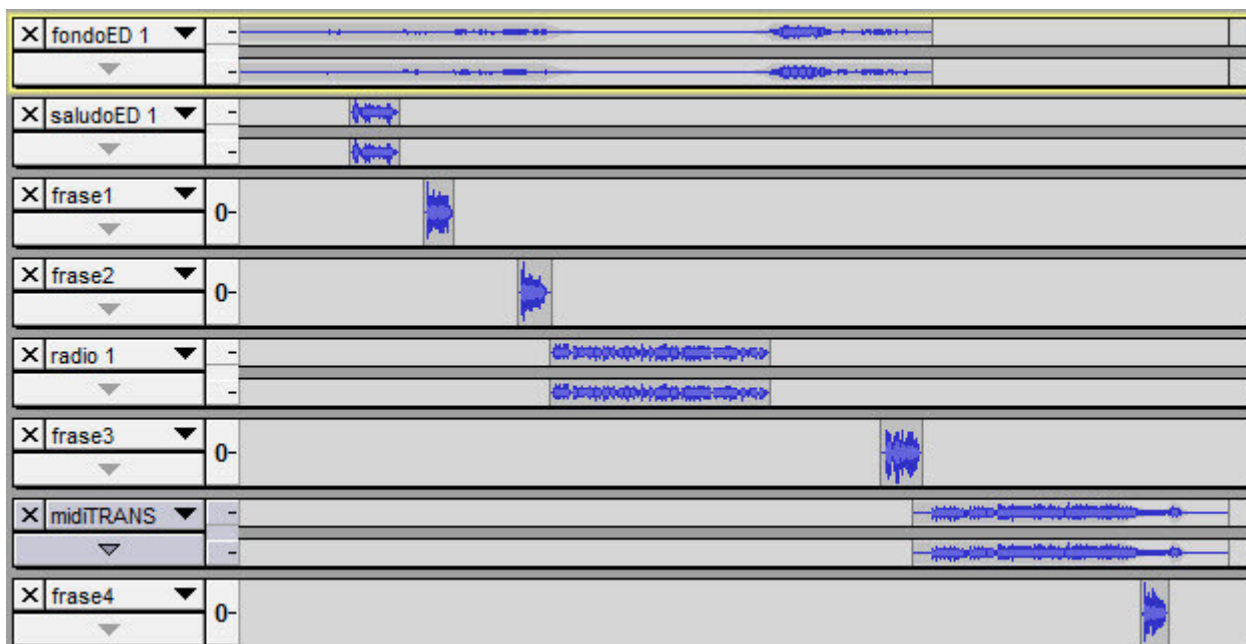 X fondoED 1
X saludoED 1
X frase1
0-
X frase2
0-
X radio 1
X frase3
0-
X midiTRANS
X frase4
0-